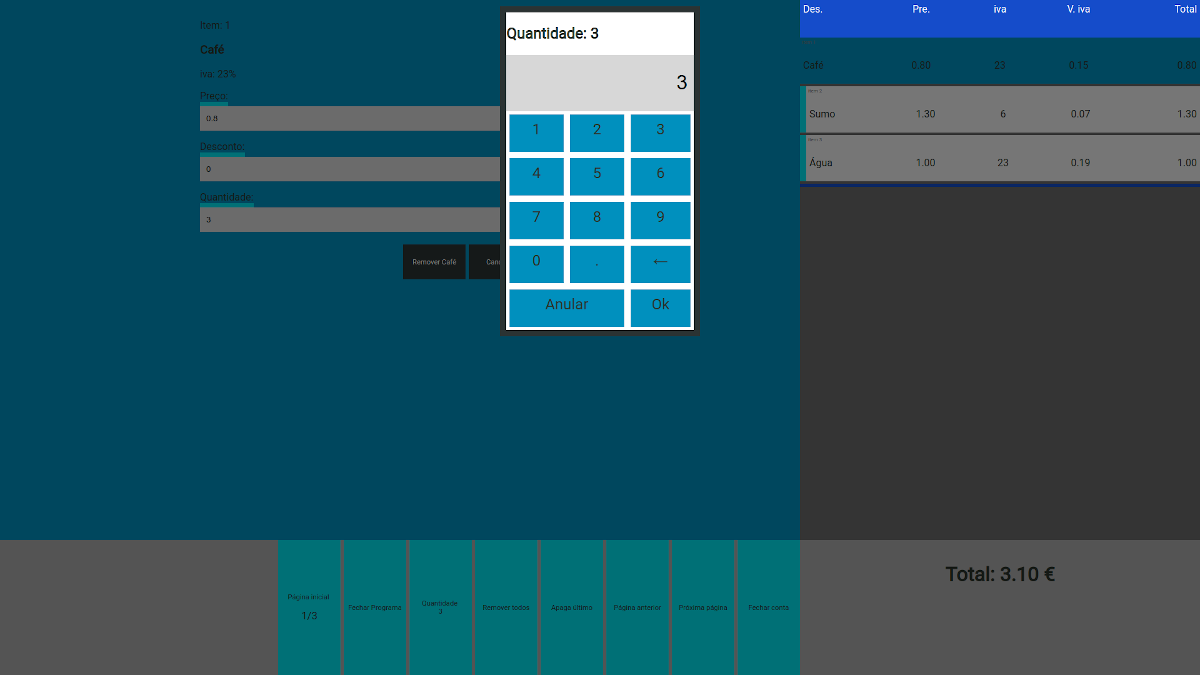 Item: 1
Café
iva: 23%
Preço:
0.8
Desconto:
0
Quantidade:
3
Remover Café
Quantidade: 3
3
1 2 3
4 5 6
7 8 9
0 . ←
Anular Ok
Des. Pre. iva V. iva Total
Café 0.80 23 0.15 0.80
Item 2
Sumo 1.30 6 0.07 1.30
Água 1.00 23 0.19 1.00
Página inicial
1/3
Fechar Programa
Quantidade
3
Remover todos
Apaga último
Página anterior
Próxima página
Fechar conta
Total: 3.10 €